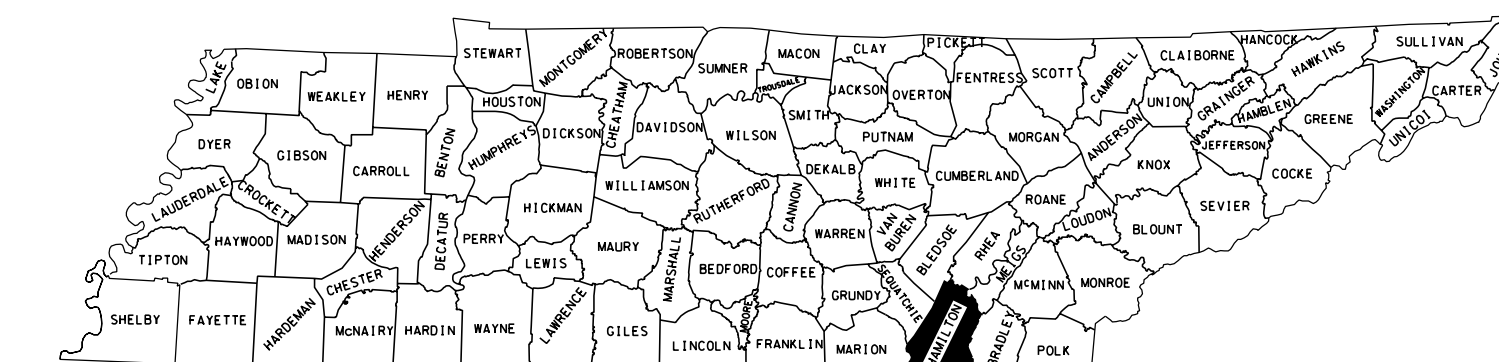 LAKE
OBION
WEAKLEY
HENRY
STEWART
MONTGOMERY
ROBERTSON
SUMNER
MACON
TROUSDALE
CLAY
PICKETT
FENTRESS
SCOTT
CAMPBELL
CLAIBORNE
HANCOCK
HAWKINS
SULLIVAN
DYER
GIBSON
CARROLL
BENTON
HOUSTON
HUMPHREYS
DICKSON
CHEATHAM
DAVIDSON
WILSON
SMITH
JACKSON
OVERTON
PUTNAM
MORGAN
ANDERSON
UNION
GRAINGER
HAMBLEN
JEFFERSON
GREENE
WASHINGTON
UNICOI
CARTER
LAUDERDALE
CROCKETT
HAYWOOD
MADISON
HENDERSON
DECATUR
PERRY
HICKMAN
LEWIS
WILLIAMSON
MAURY
RUTHERFORD
CANNON
DEKALB
WHITE
CUMBERLAND
ROANE
LOUDON
KNOX
BLOUNT
SEVIER
COCKE
TIPTON
CHESTER
MARSHALL
BEDFORD
COFFEE
WARREN
VAN
BUREN
BLEDSOE
RHEA
MEIGS
McMINN
MONROE
SHELBY
FAYETTE
HARDEMAN
McNAIRY
HARDIN
WAYNE
LAWRENCE
GILES
LINCOLN
MOORE
FRANKLIN
GRUNDY
MARION
SEQUATCHIE
HAMILTON
BRADLEY
POLK